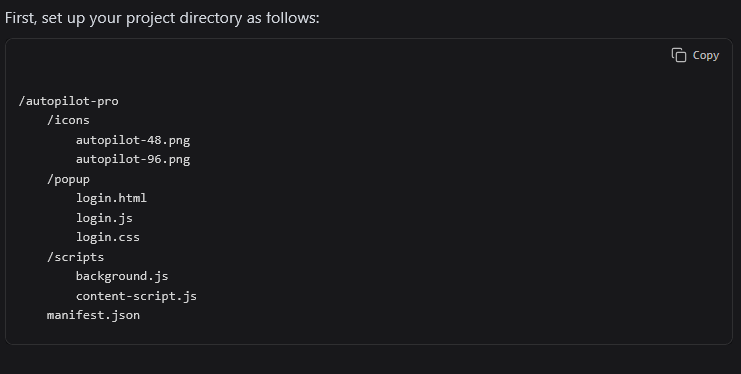 First, set up your project directory as follows:
Copy
/autopilot-pro
/icons
autopilot-48.png
autopilot-96.png
/popup
login.html
login.js
login.css
/scripts
background.js
content-script.js
manifest.json